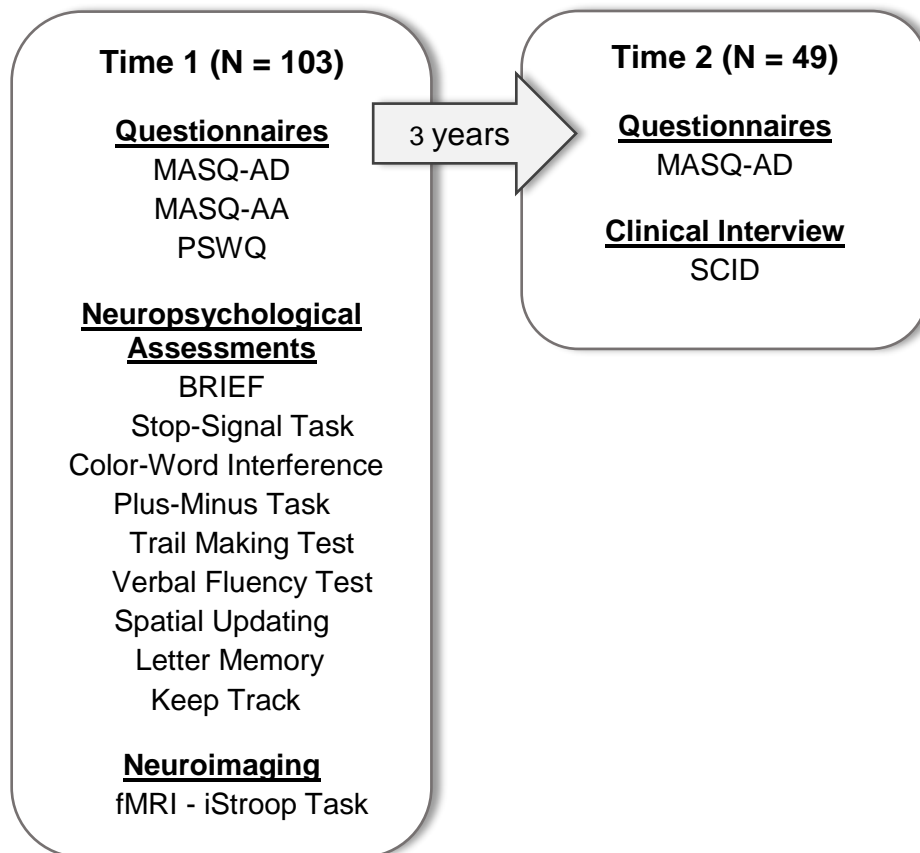 Time 1 (N = 103)
Questionnaires
MASQ-AD
MASQ-AA
PSWQ
Neuropsychological
Assessments
BRIEF
Stop-Signal Task
Color-Word Interference
Plus-Minus Task
Trail Making Test
Verbal Fluency Test
Spatial Updating
Letter Memory
Keep Track
Neuroimaging
fMRI - iStroop Task
3 years
Time 2 (N = 49)
Questionnaires
MASQ-AD
Clinical Interview
SCID